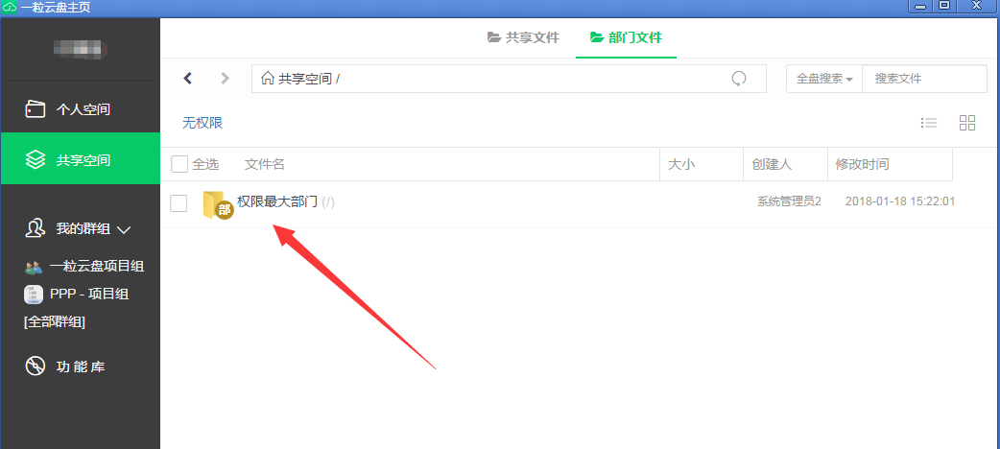 一粒云盘主页
共享文件 部门文件
共享空间 / 全盘搜索 搜索文件
个人空间
无权限
共享空间
全选 文件名 大小 创建人 修改时间
部 权限最大部门 (/) 系统管理员2 2018-01-18 15:22:01
我的群组
一粒云盘项目组
PPP - 项目组
[全部群组]
功 能 库